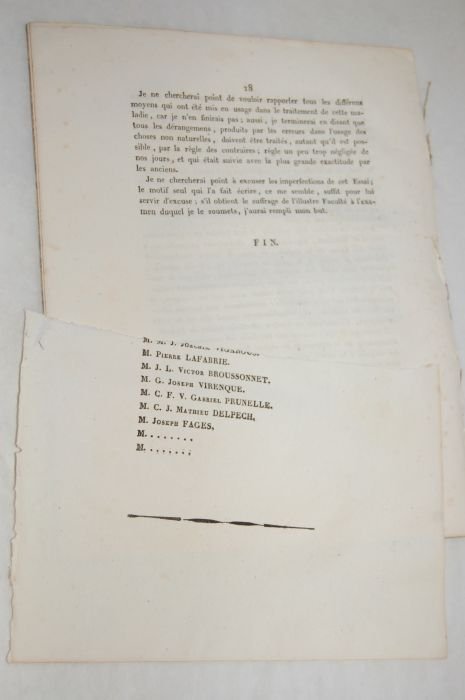 18
Je ne chercherai point de vouloir rapporter tous les différens
moyens qui ont été mis en usage dans le traitement de cette ma-
ladie, car je n'en finirais pas ; aussi, je terminerai en disant que
tous les dérangemens, produits par les erreurs dans l'usage des
choses non naturelles, doivent être traités, autant qu'il est pos-
sible, par la règle des contraires ; règle un peu trop négligée de
nos jours, et qui était suivie avec la plus grande exactitude par
les anciens.
Je ne chercherai point à excuser les imperfections de cet Essai ;
le motif seul qui l'a fait écrire, ce me semble, suffit pour lui
servir d'excuse ; s'il obtient le suffrage de l'illustre Faculté à l'exa-
men duquel je le soumets, j'aurai rempli mon but.
FIN.
M. PIERRE LAFABRIE.
M. J. L. VICTOR BROUSSONNET,
M. G. JOSEPH VIRENQUE.
M. C. F. V. GABRIEL PRUNELLE,
M. C. J. MATHIEU DELPECH,
M. JOSEPH FAGES,
M. . . . . . . .
M. . . . . . . ;